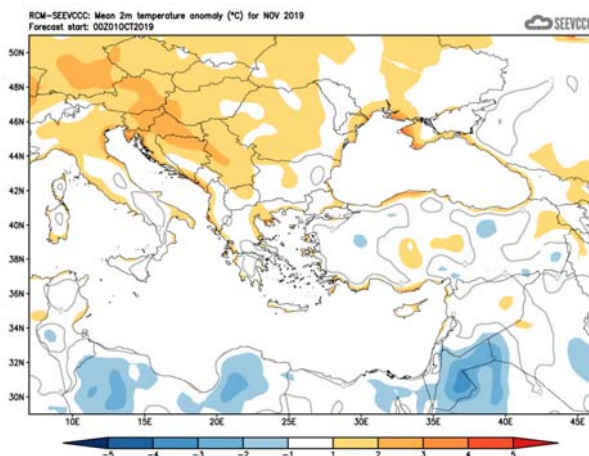 RCM-SEEVCCC: Mean 2m temperature anomaly (°C) for NOV 2019
Forecast start: 00Z01OCT2019
SEEVCCC
50N
48N
46N
44N
42N
40N
38N
36N
34N
32N
30N
10E 15E 20E 25E 30E 35E 40E 45E
-5 -4 -3 -2 -1 1 2 3 4 5